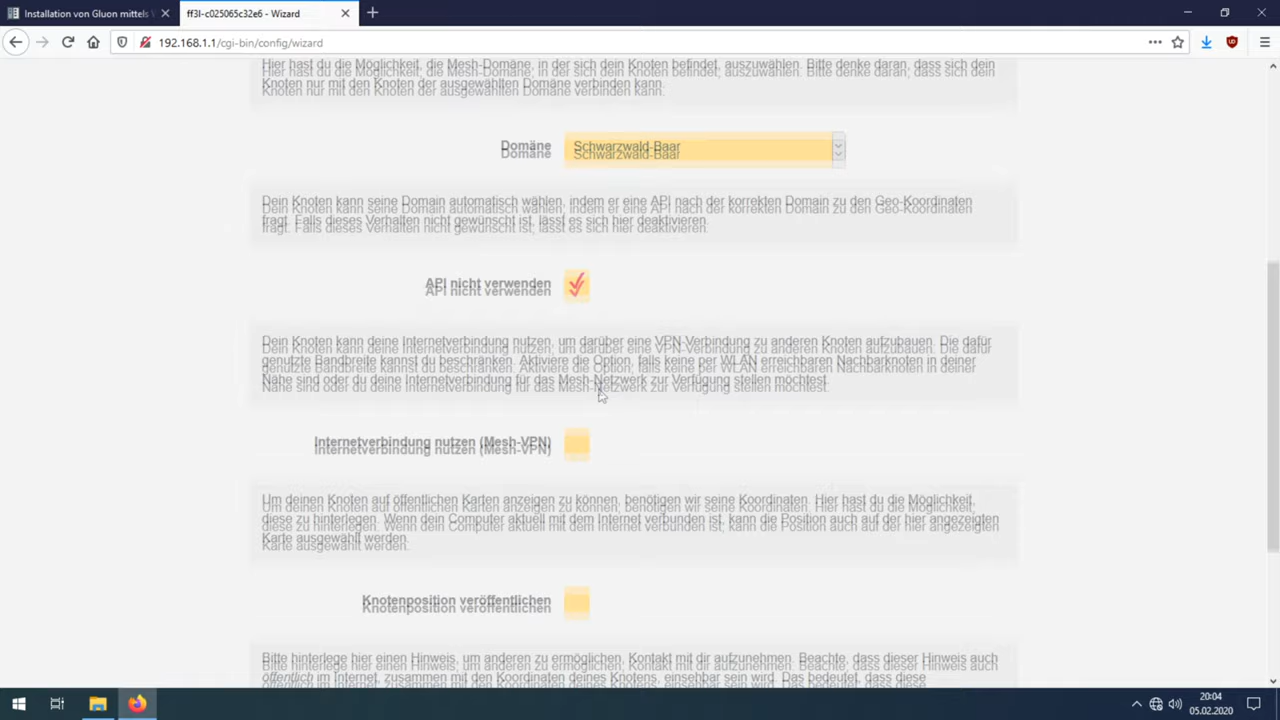 Installation von Gluon mittels
ff3l-c025065c32e6 - Wizard
192.168.1.1/cgi-bin/config/wizard
Hier hast du die Möglichkeit, die Mesh-Domäne, in der sich dein Knoten befindet, auszuwählen. Bitte denke daran, dass sich dein
Knoten nur mit den Knoten der ausgewählten Domäne verbinden kann.
Domäne Schwarzwald-Baar
Dein Knoten kann seine Domain automatisch wählen, indem er eine API nach der korrekten Domain zu den Geo-Koordinaten
fragt. Falls dieses Verhalten nicht gewünscht ist, lässt es sich hier deaktivieren.
API nicht verwenden
Dein Knoten kann deine Internetverbindung nutzen, um darüber eine VPN-Verbindung zu anderen Knoten aufzubauen. Die dafür
genutzte Bandbreite kannst du beschränken. Aktiviere die Option, falls keine per WLAN erreichbaren Nachbarknoten in deiner
Nähe sind oder du deine Internetverbindung für das Mesh-Netzwerk zur Verfügung stellen möchtest.
Internetverbindung nutzen (Mesh-VPN)
Um deinen Knoten auf öffentlichen Karten anzeigen zu können, benötigen wir seine Koordinaten. Hier hast du die Möglichkeit,
diese zu hinterlegen. Wenn dein Computer aktuell mit dem Internet verbunden ist, kann die Position auch auf der hier angezeigten
Karte ausgewählt werden.
Knotenposition veröffentlichen
Bitte hinterlege hier einen Hinweis, um anderen zu ermöglichen, Kontakt mit dir aufzunehmen. Beachte, dass dieser Hinweis auch
öffentlich im Internet, zusammen mit den Koordinaten deines Knotens, einsehbar sein wird. Das bedeutet, dass diese
20:04
05.02.2020